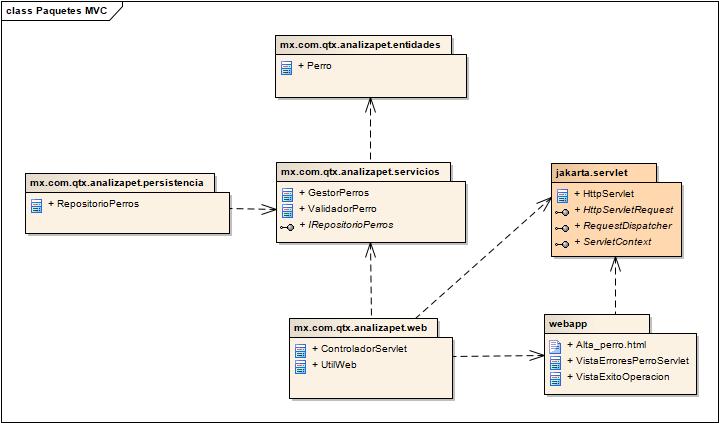 class Paquetes MVC
mx.com.qtx.analizapet.entidades
+ Perro
mx.com.qtx.analizapet.persistencia
+ RepositorioPerros
mx.com.qtx.analizapet.servicios
+ GestorPerros
+ ValidadorPerro
+ IRepositorioPerros
jakarta.servlet
+ HttpServlet
+ HttpServletRequest
+ RequestDispatcher
+ ServletContext
mx.com.qtx.analizapet.web
+ ControladorServlet
+ UtilWeb
webapp
+ Alta_perro.html
+ VistaErroresPerroServlet
+ VistaExitoOperacion